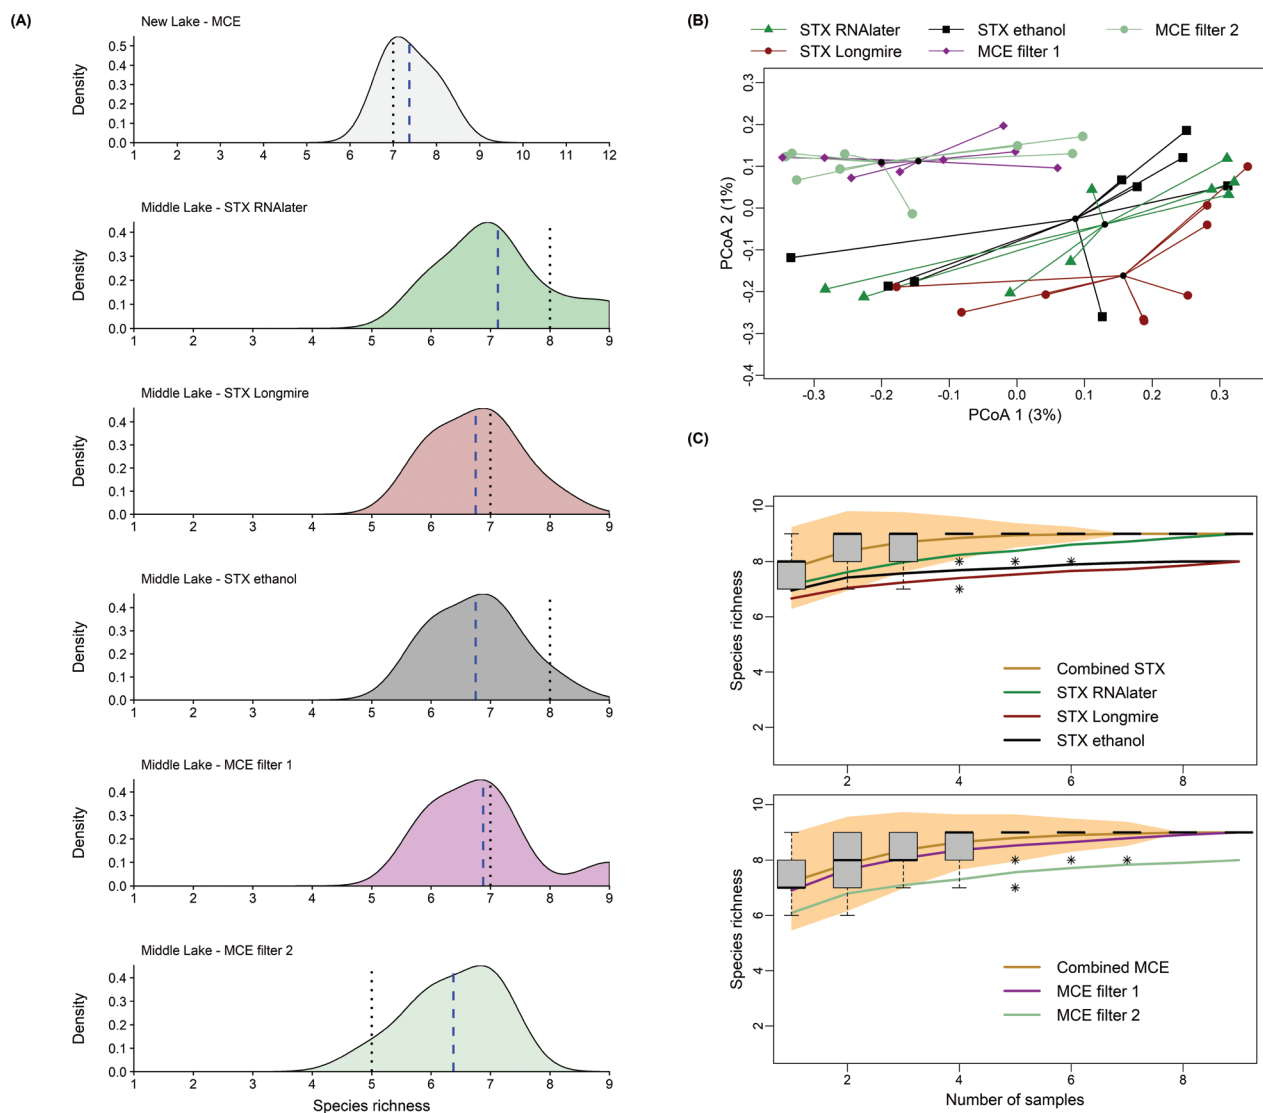 (A)
New Lake - MCE
Density
0.5
0.4
0.3
0.2
0.1
0.0
1 2 3 4 5 6 7 8 9 10 11 12
Middle Lake - STX RNAlater
Density
0.4
0.3
0.2
0.1
0.0
1 2 3 4 5 6 7 8 9
Middle Lake - STX Longmire
Density
0.4
0.3
0.2
0.1
0.0
1 2 3 4 5 6 7 8 9
Middle Lake - STX ethanol
Density
0.4
0.3
0.2
0.1
0.0
1 2 3 4 5 6 7 8 9
Middle Lake - MCE filter 1
Density
0.4
0.3
0.2
0.1
0.0
1 2 3 4 5 6 7 8 9
Middle Lake - MCE filter 2
Density
0.4
0.3
0.2
0.1
0.0
1 2 3 4 5 6 7 8 9
Species richness
(B)
STX RNAlater STX ethanol MCE filter 2
STX Longmire MCE filter 1
PCoA 2 (1%)
0.3
0.2
0.1
0.0
-0.1
-0.2
-0.3
-0.4
-0.3 -0.2 -0.1 0.0 0.1 0.2 0.3
PCoA 1 (3%)
(C)
Species richness
10
8
6
4
2
Combined STX
STX RNAlater
STX Longmire
STX ethanol
2 4 6 8
Species richness
10
8
6
4
2
Combined MCE
MCE filter 1
MCE filter 2
2 4 6 8
Number of samples